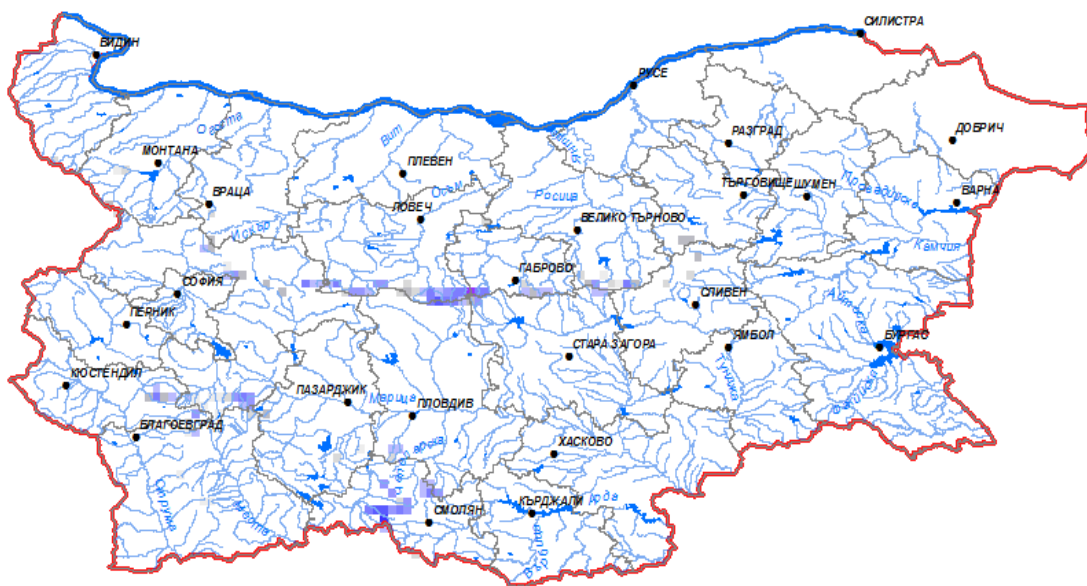 СИЛИСТРА
ВИДИН
РУСЕ
Огоста
Вит
РАЗГРАД
ДОБРИЧ
МОНТАНА
ПЛЕВЕН
ВРАЦА
Осъм
Росица
ТЪРГОВИЩЕ
ШУМЕН
Провадийска
ВАРНА
ЛОВЕЧ
Искър
ВЕЛИКО ТЪРНОВО
Камчия
СОФИЯ
ГАБРОВО
СЛИВЕН
ПЕРНИК
ЯМБОЛ
БУРГАС
СТАРА ЗАГОРА
КЮСТЕНДИЛ
ПАЗАРДЖИК
Марица
ПЛОВДИВ
Тунджа
БЛАГОЕВГРАД
ХАСКОВО
Струма
Места
СМОЛЯН
КЪРДЖАЛИ